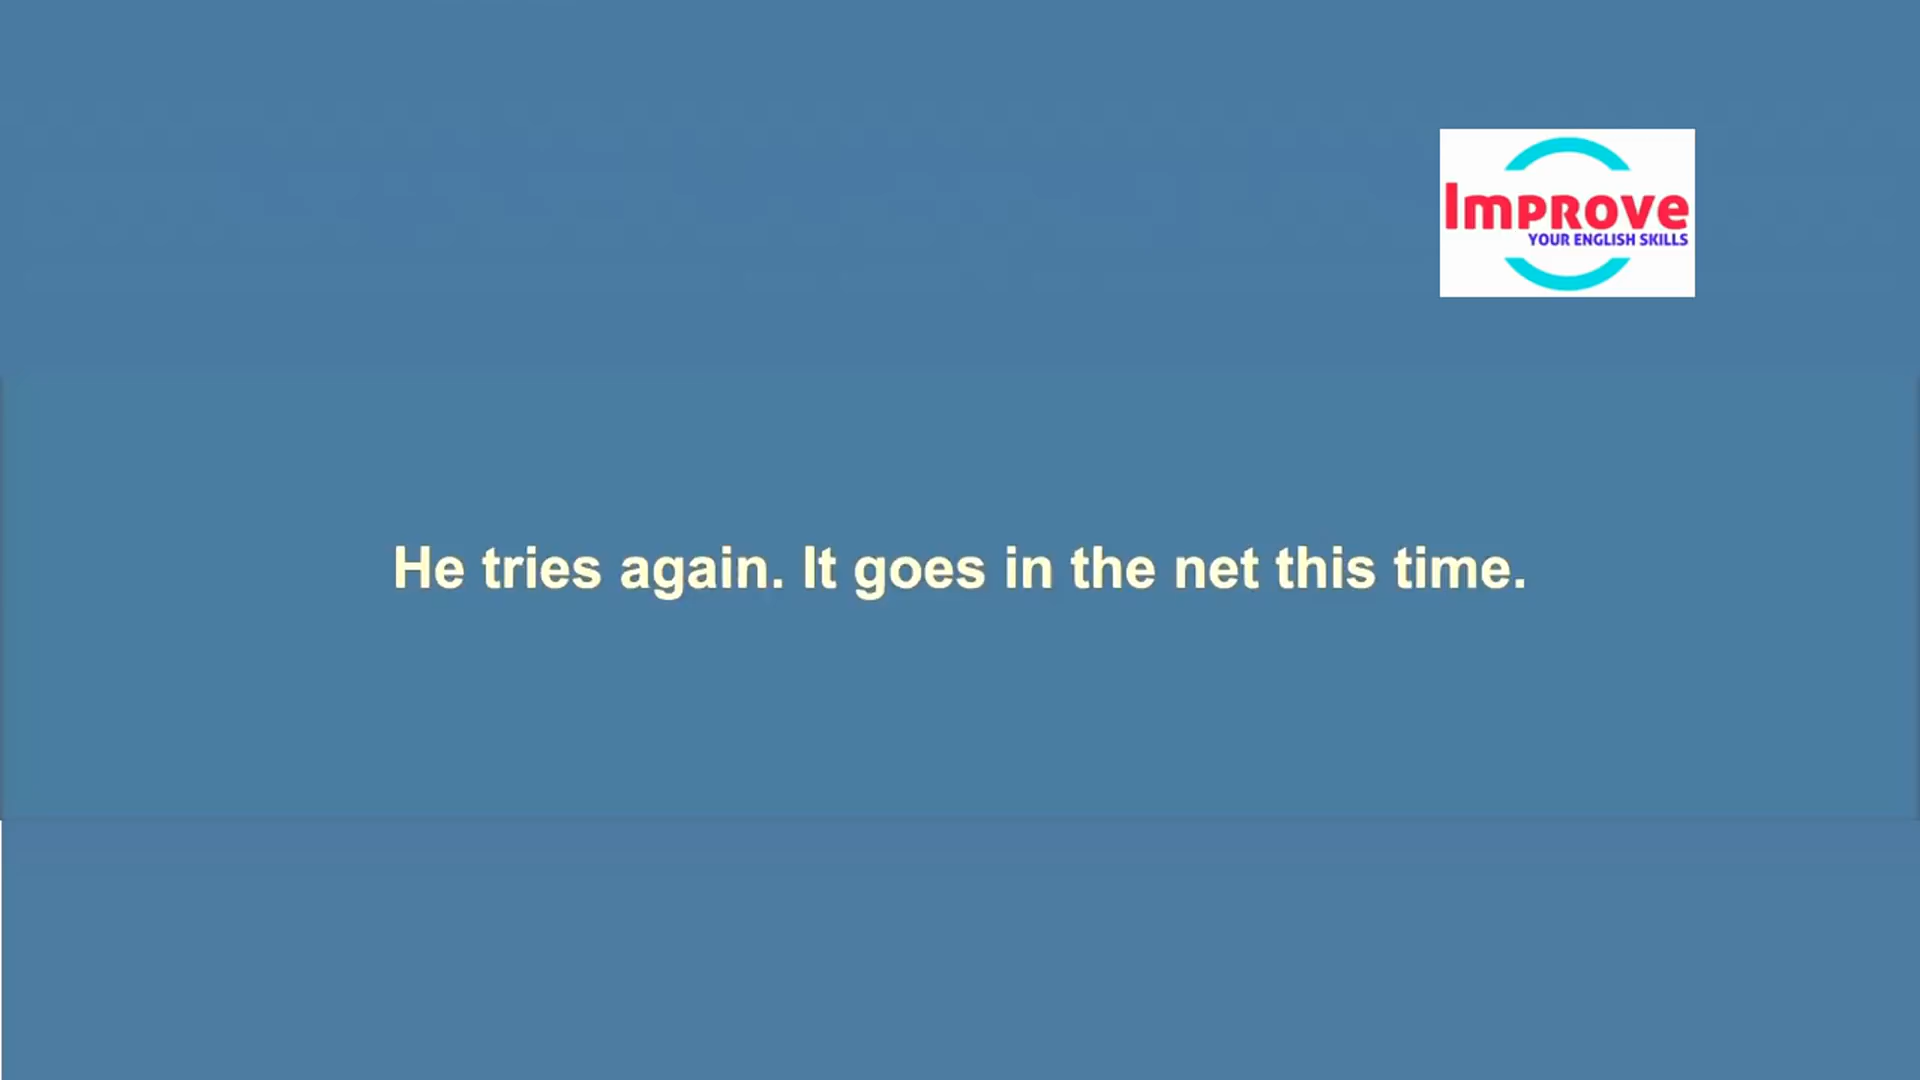 Improve
YOUR ENGLISH SKILLS
He tries again. It goes in the net this time.